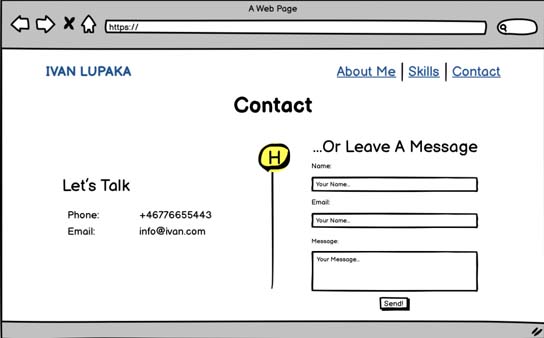 A Web Page
https://
IVAN LUPAKA
About Me | Skills | Contact
Contact
H
Let's Talk
Phone: +46776655443
Email: info@ivan.com
...Or Leave A Message
Name:
Your Name..
Email:
Your Name..
Message:
Your Message..
Send!